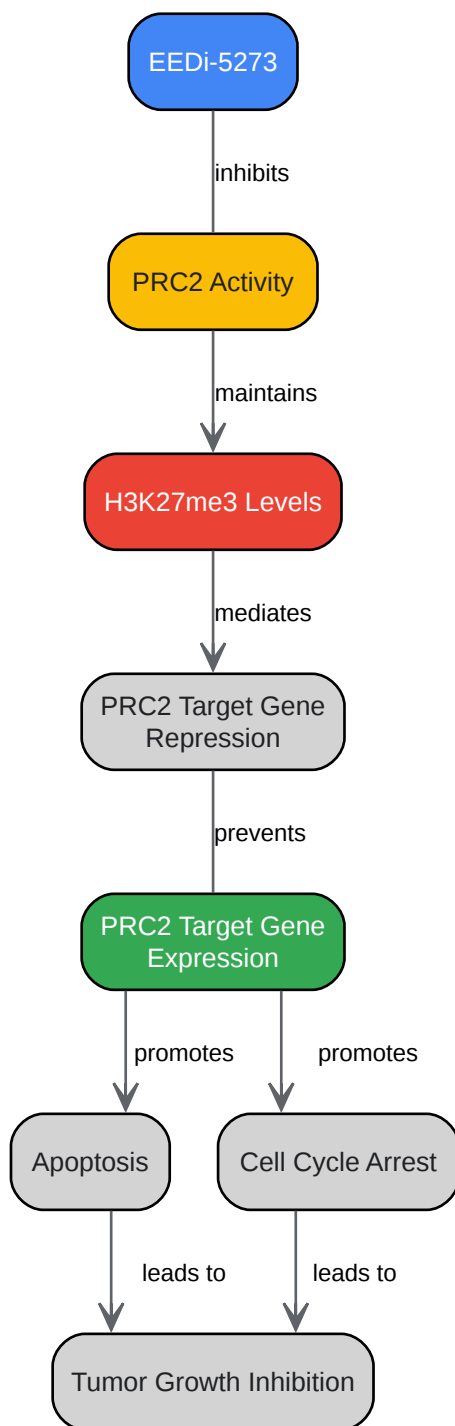 EEDi-5273
inhibits
PRC2 Activity
maintains
H3K27me3 Levels
mediates
PRC2 Target Gene
Repression
prevents
PRC2 Target Gene
Expression
promotes
promotes
Apoptosis
Cell Cycle Arrest
leads to
leads to
Tumor Growth Inhibition